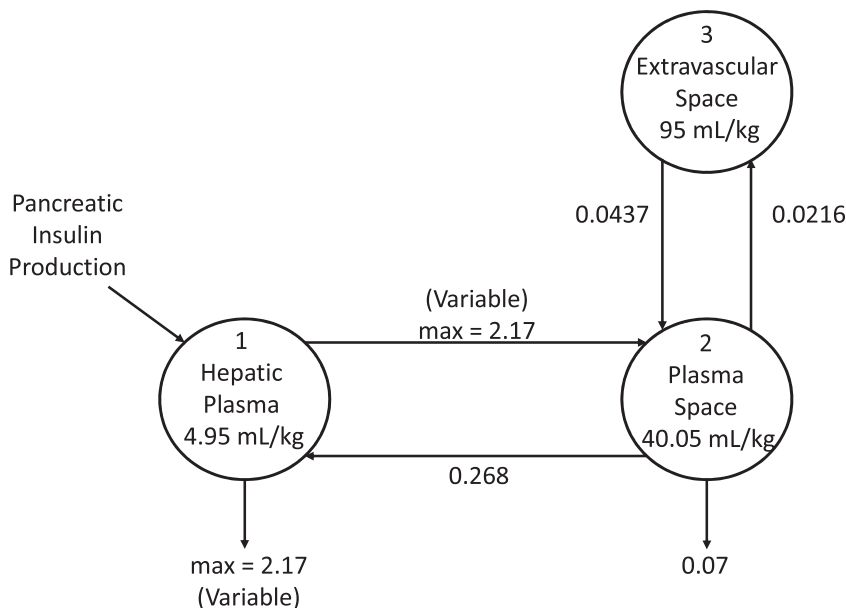 3
Extravascular
Space
95 mL/kg
0.0437
0.0216
Pancreatic
Insulin
Production
(Variable)
max = 2.17
1
Hepatic
Plasma
4.95 mL/kg
2
Plasma
Space
40.05 mL/kg
0.268
max = 2.17
(Variable)
0.07